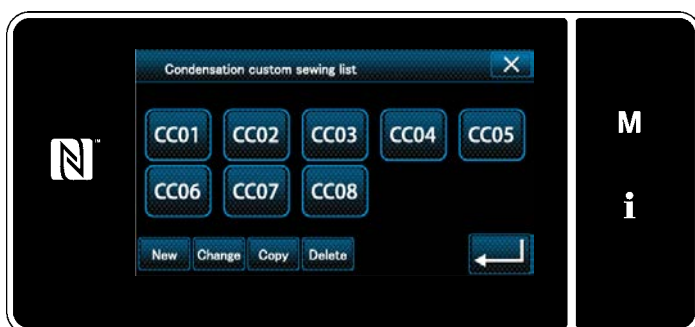 Condensation custom sewing list
CC01 CC02 CC03 CC04 CC05
M
CC06 CC07 CC08
i
New Change Copy Delete